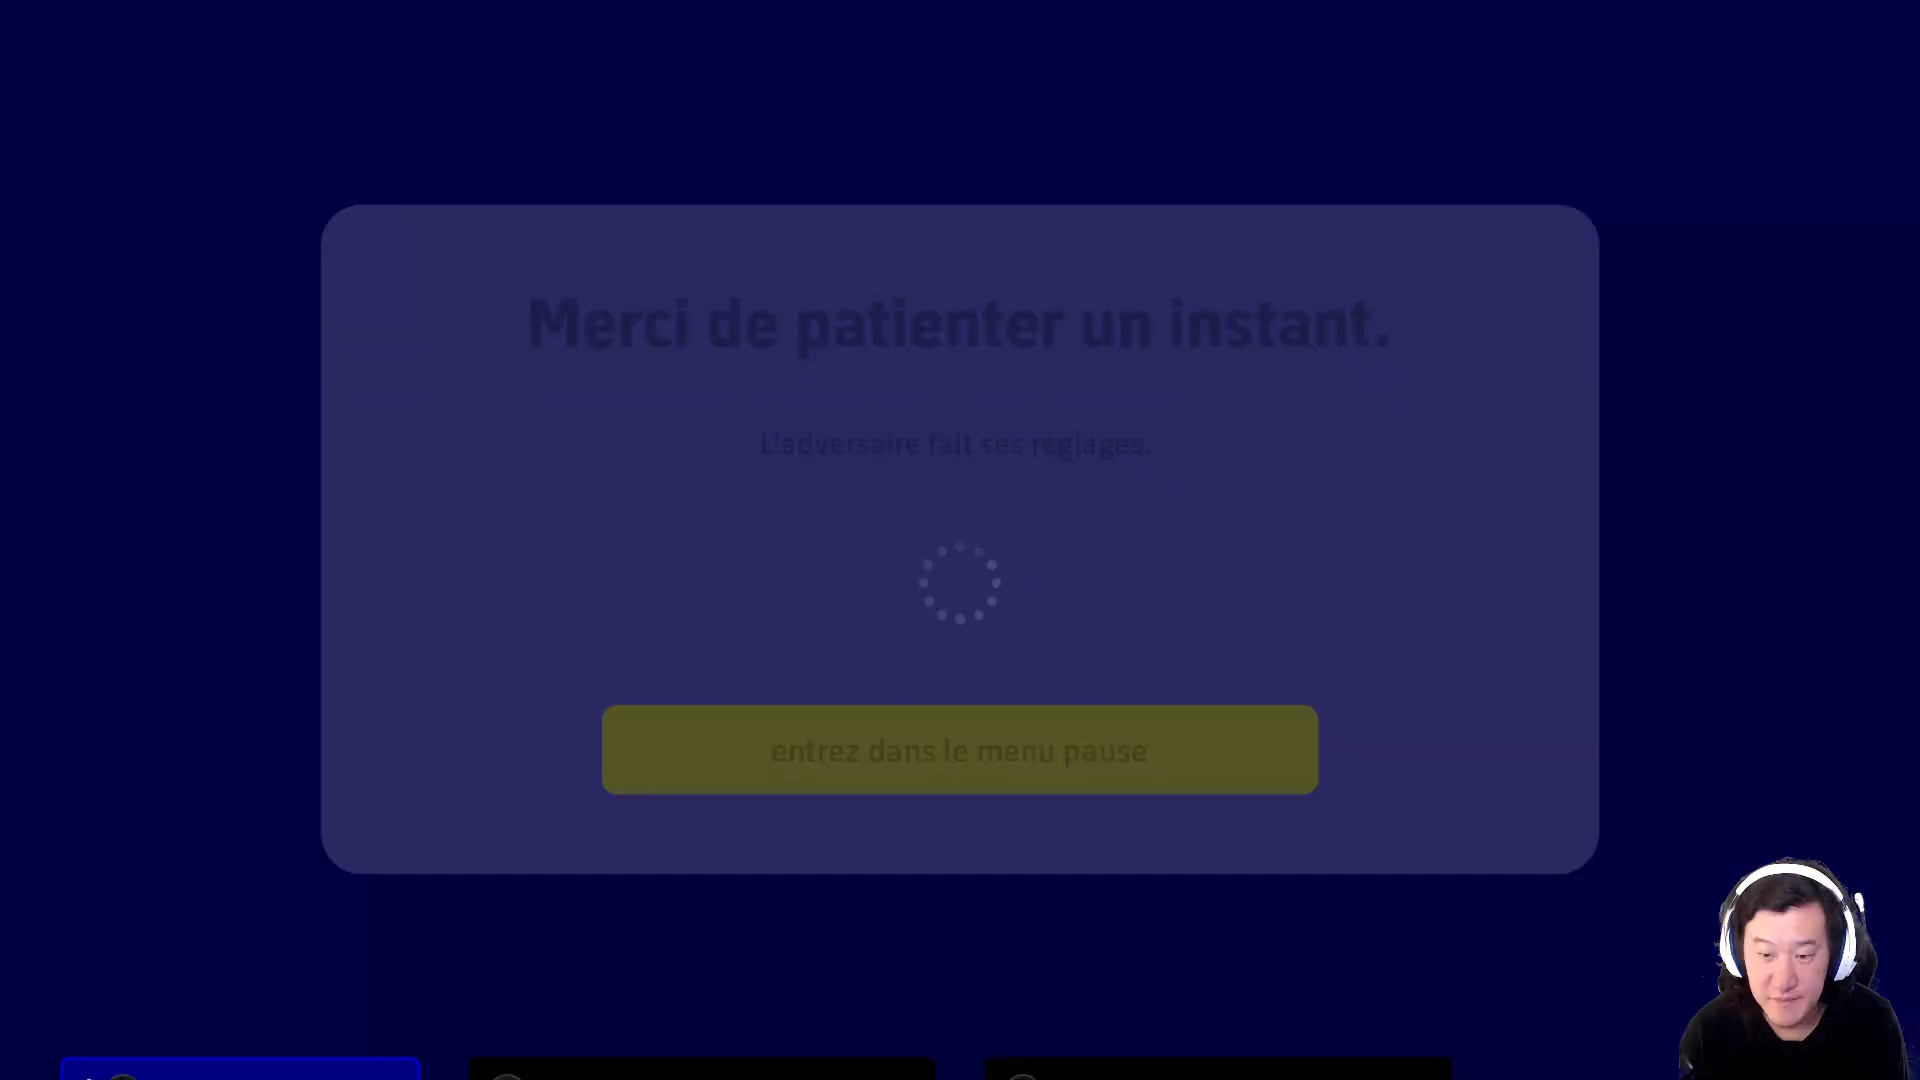 Merci de patienter un instant.
L'adversaire fait ses réglages.
entrez dans le menu pause